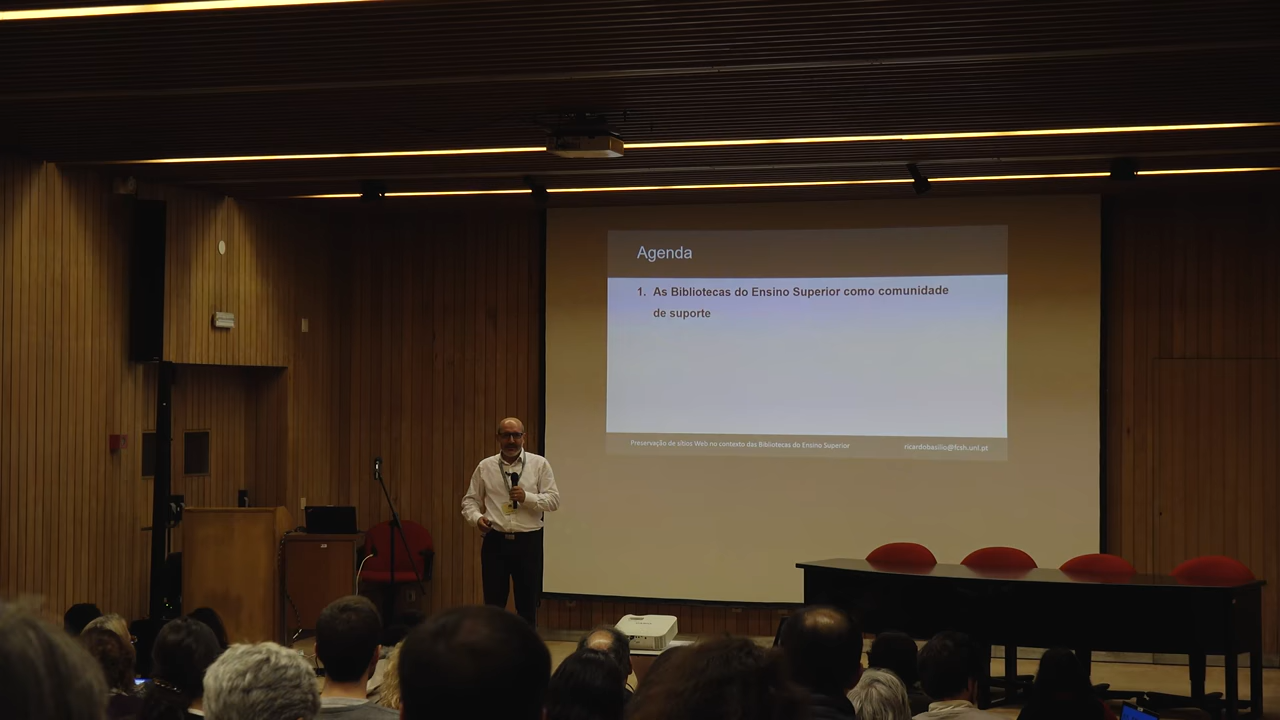 Agenda
1. As Bibliotecas do Ensino Superior como comunidade
de suporte
Preservação de sítios Web no contexto das Bibliotecas do Ensino Superior ricardobasilio@fcsh.unl.pt